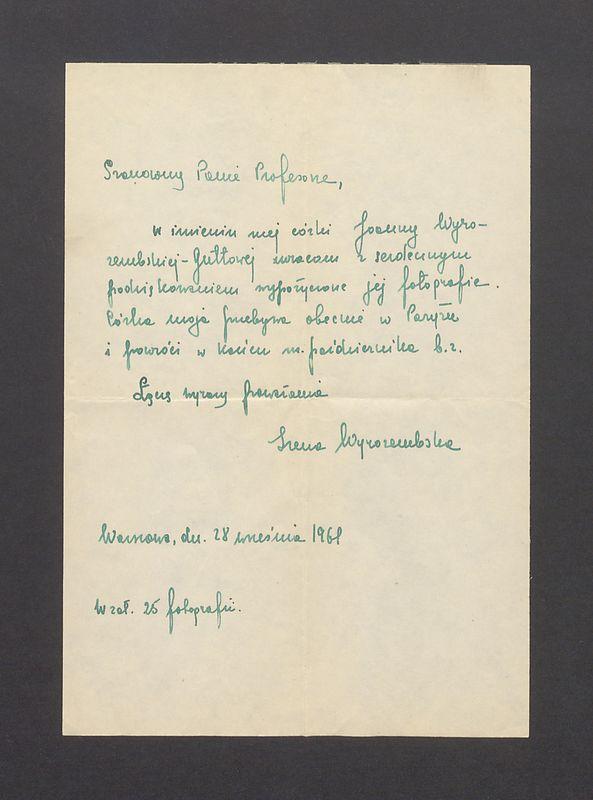 Szanowny Panie Profesorze,
W imieniu mej córki Joanny Wyro-
zembskiej-Guttowej zwracam z serdecznym
podziękowaniem wypożyczone jej fotografie.
Córka moja przebywa obecnie w Paryżu
i powróci w końcu m. października b.r.
Łączę wyrazy poważania
Irena Wyrozembska
Warszawa, dn. 28 września 1961
W zał. 25 fotografii.